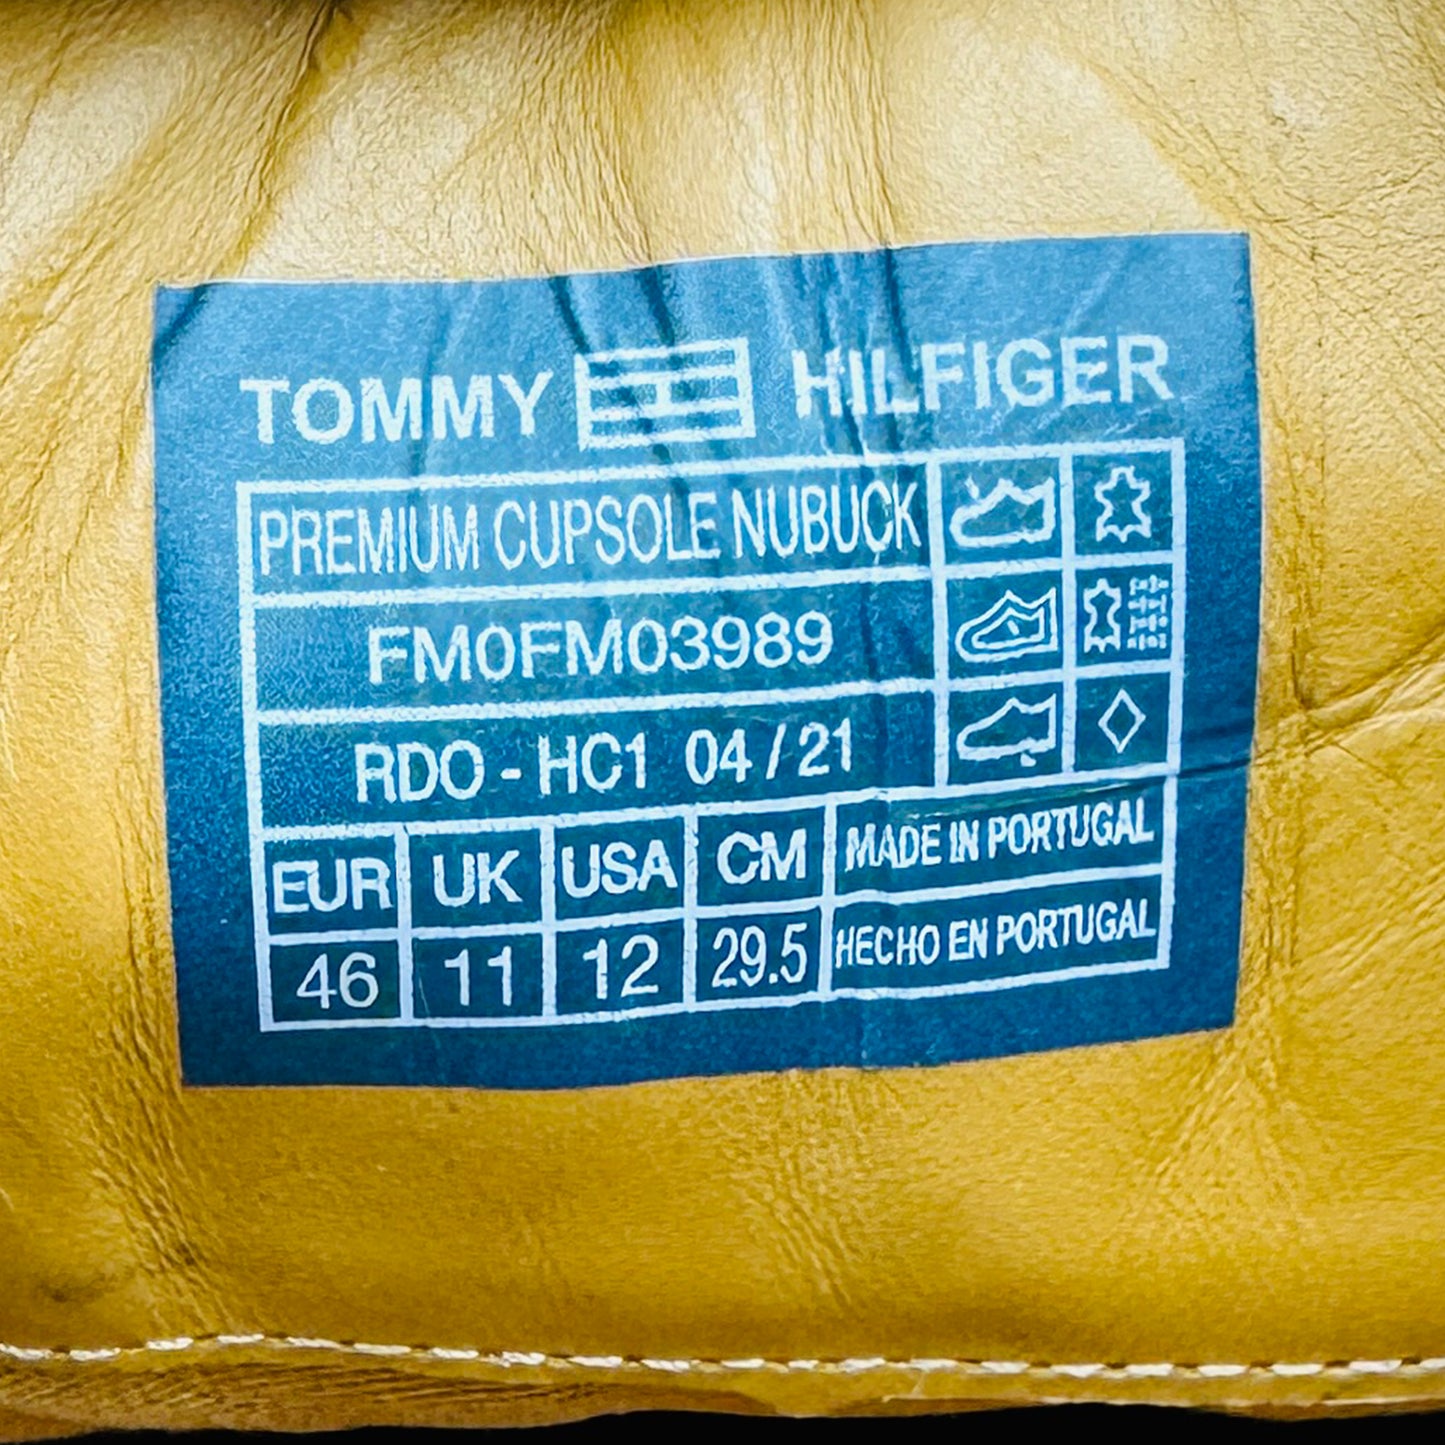 TOMMY HILFIGER
PREMIUM CUPSOLE NUBUCK
FM0FM03989
RDO - HC1 04 / 21
EUR UK USA CM MADE IN PORTUGAL
46 11 12 29.5 HECHO EN PORTUGAL